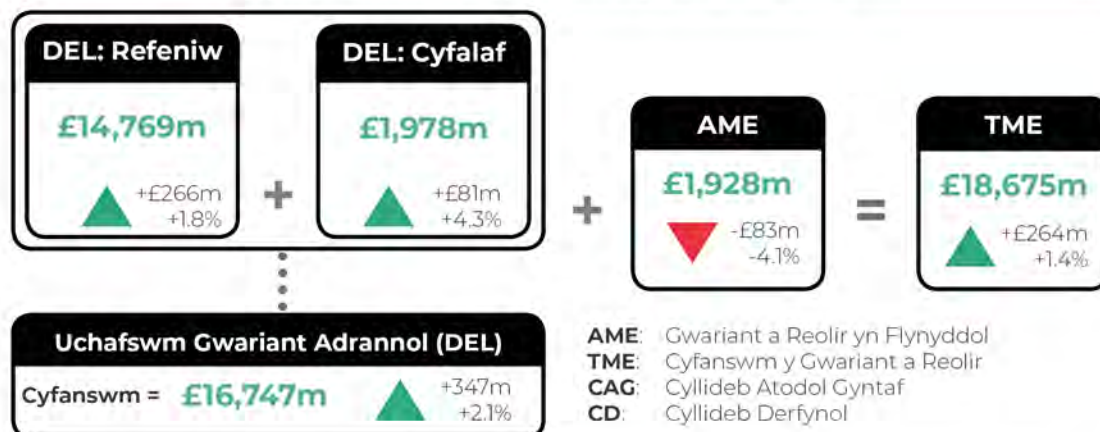 DEL: Refeniw
£14,769m
+£266m
+1.8%
+
DEL: Cyfalaf
£1,978m
+£81m
+4.3%
+
AME
£1,928m
-£83m
-4.1%
=
TME
£18,675m
+£264m
+1.4%
Uchafswm Gwariant Adrannol (DEL)
Cyfanswm = £16,747m
+347m
+2.1%
AME: Gwariant a Reolir yn Flynyddol
TME: Cyfanswm y Gwariant a Reolir
CAG: Cyllideb Atodol Gyntaf
CD: Cyllideb Derfynol